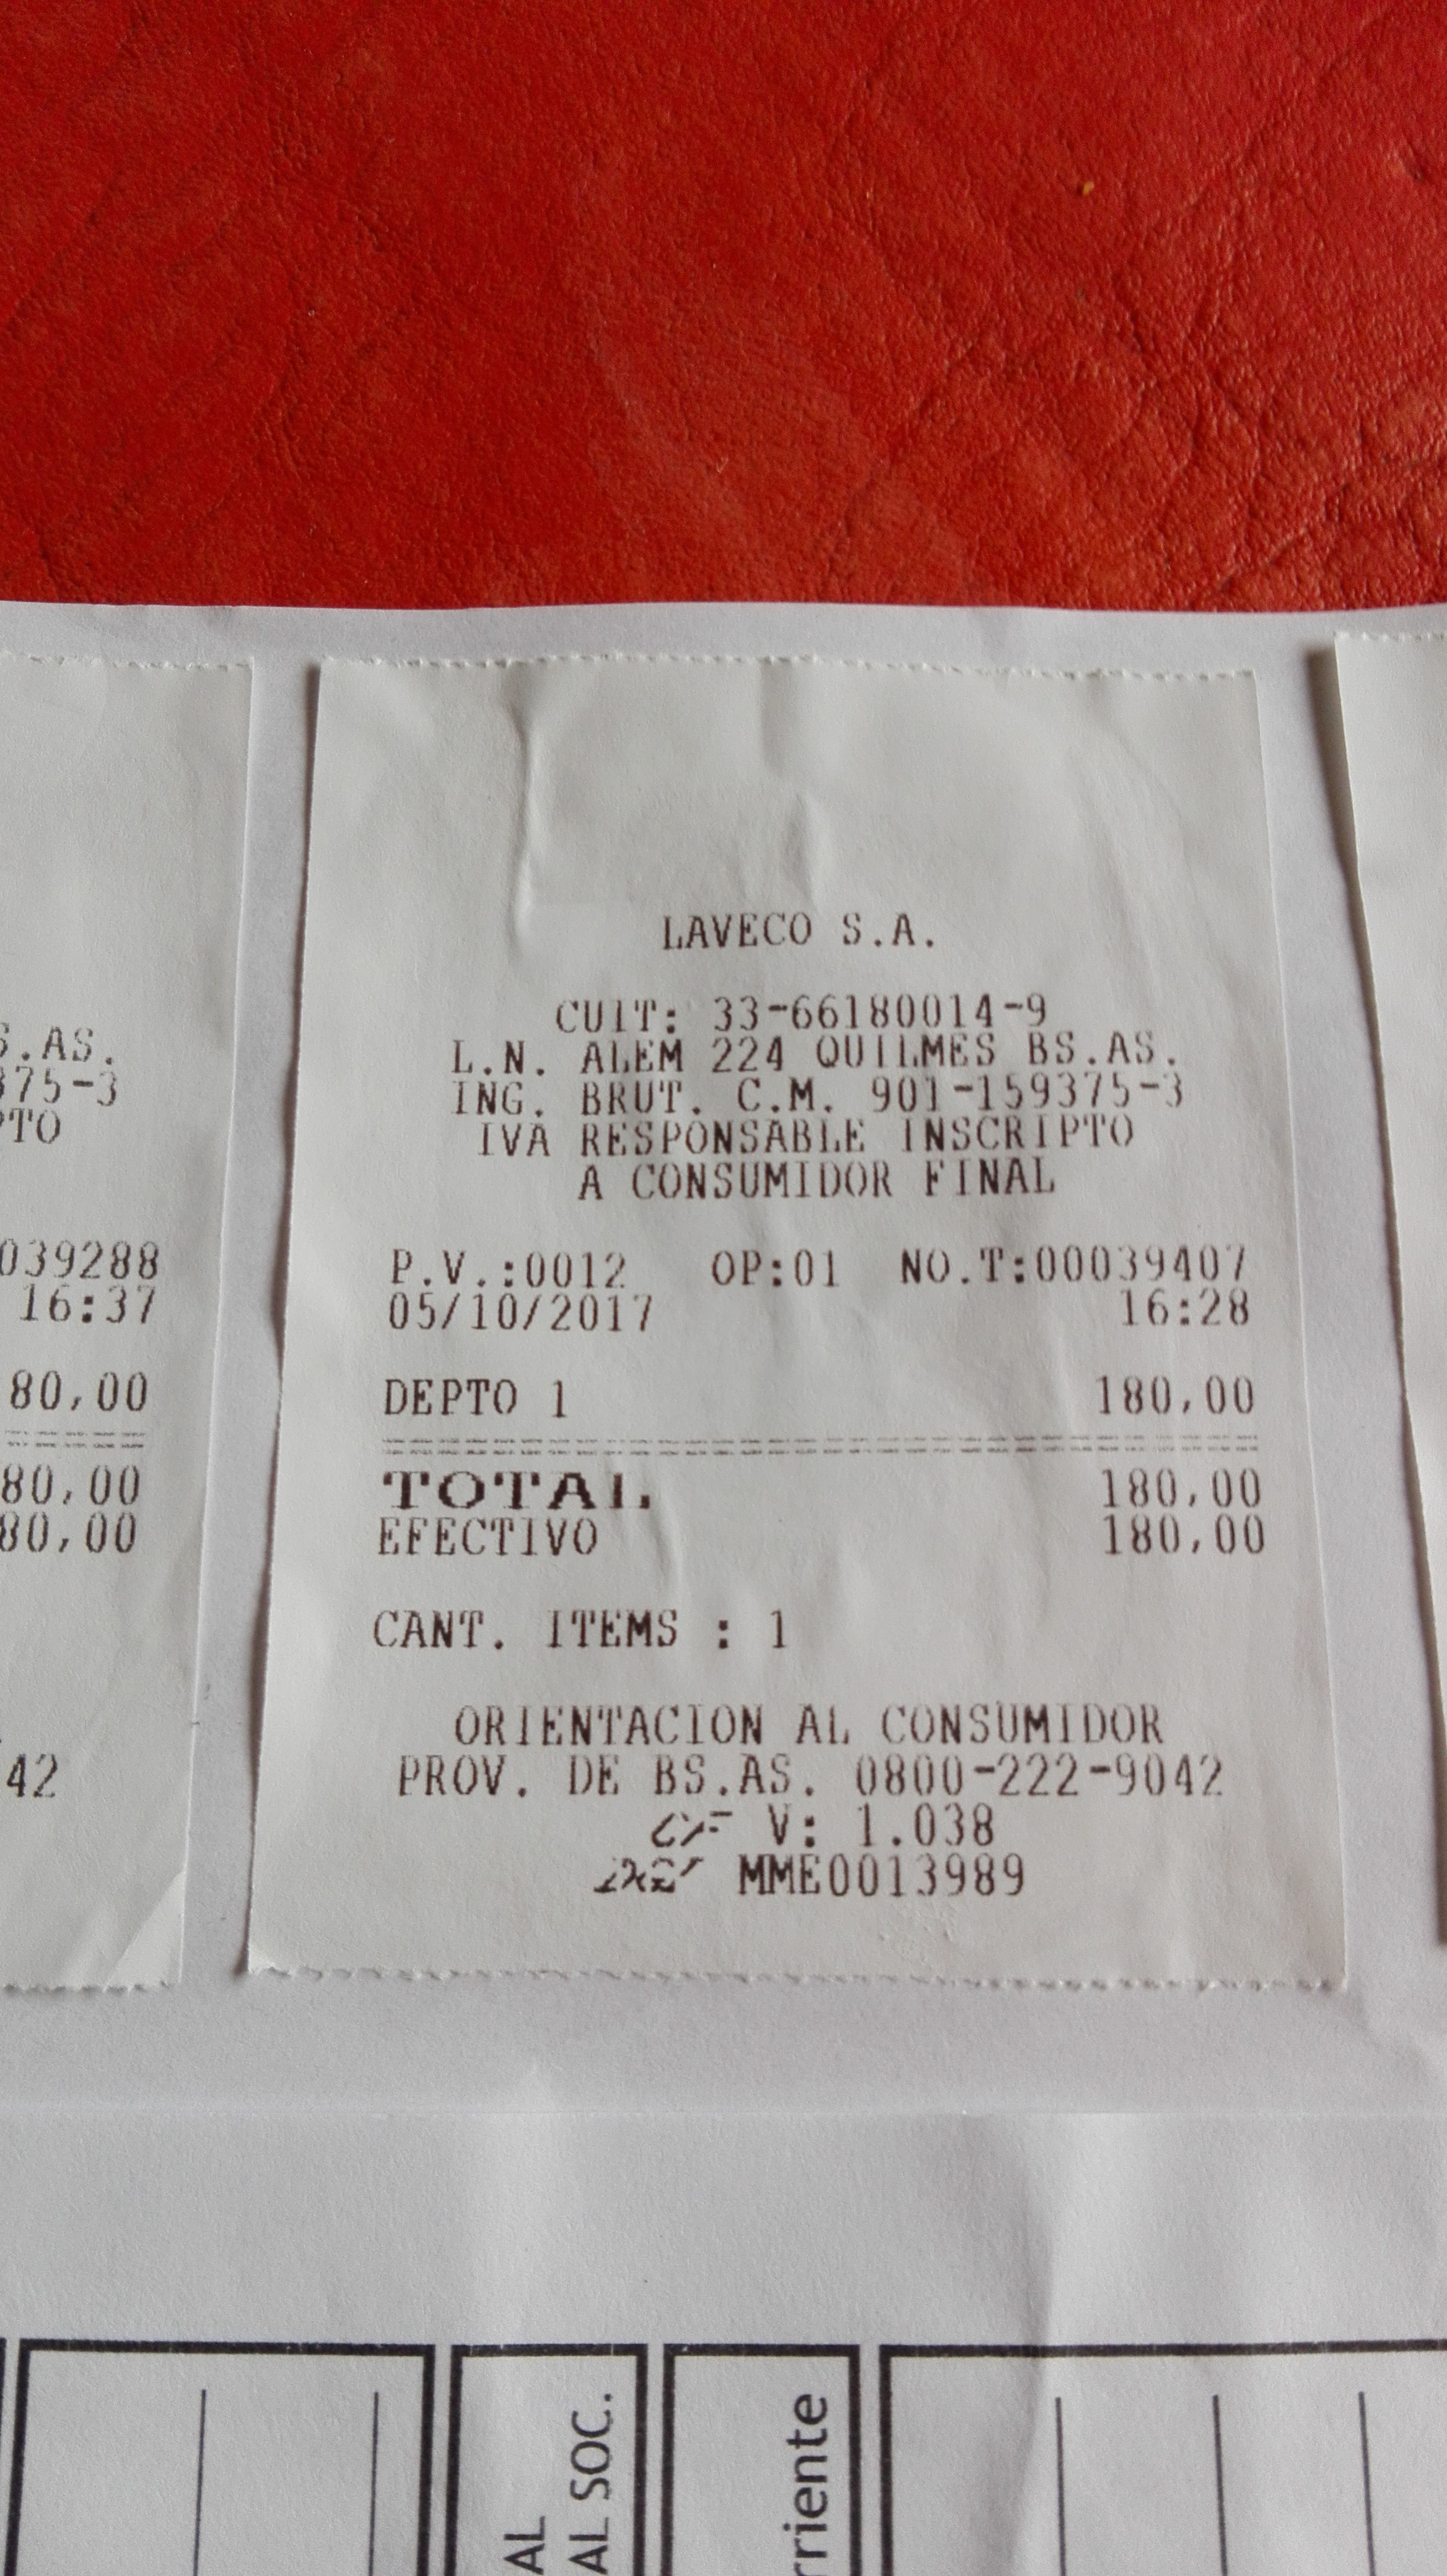 LAVECO S.A.
CUIT: 33-66180014-9
L.N. ALEM 224 QUILMES BS.AS.
ING. BRUT. C.M. 901-159375-3
IVA RESPONSABLE INSCRIPTO
A CONSUMIDOR FINAL
P.V.:0012 OP:01 NO.T:00039407
05/10/2017 16:28
DEPTO 1 180,00
TOTAL 180,00
EFECTIVO 180,00
CANT. ITEMS : 1
ORIENTACION AL CONSUMIDOR
PROV. DE BS.AS. 0800-222-9042
CF V: 1.038
MME0013989
S.AS.
375-3
PTO
039288
16:37
80,00
80,00
80,00
42
AL
AL SOC.
rriente